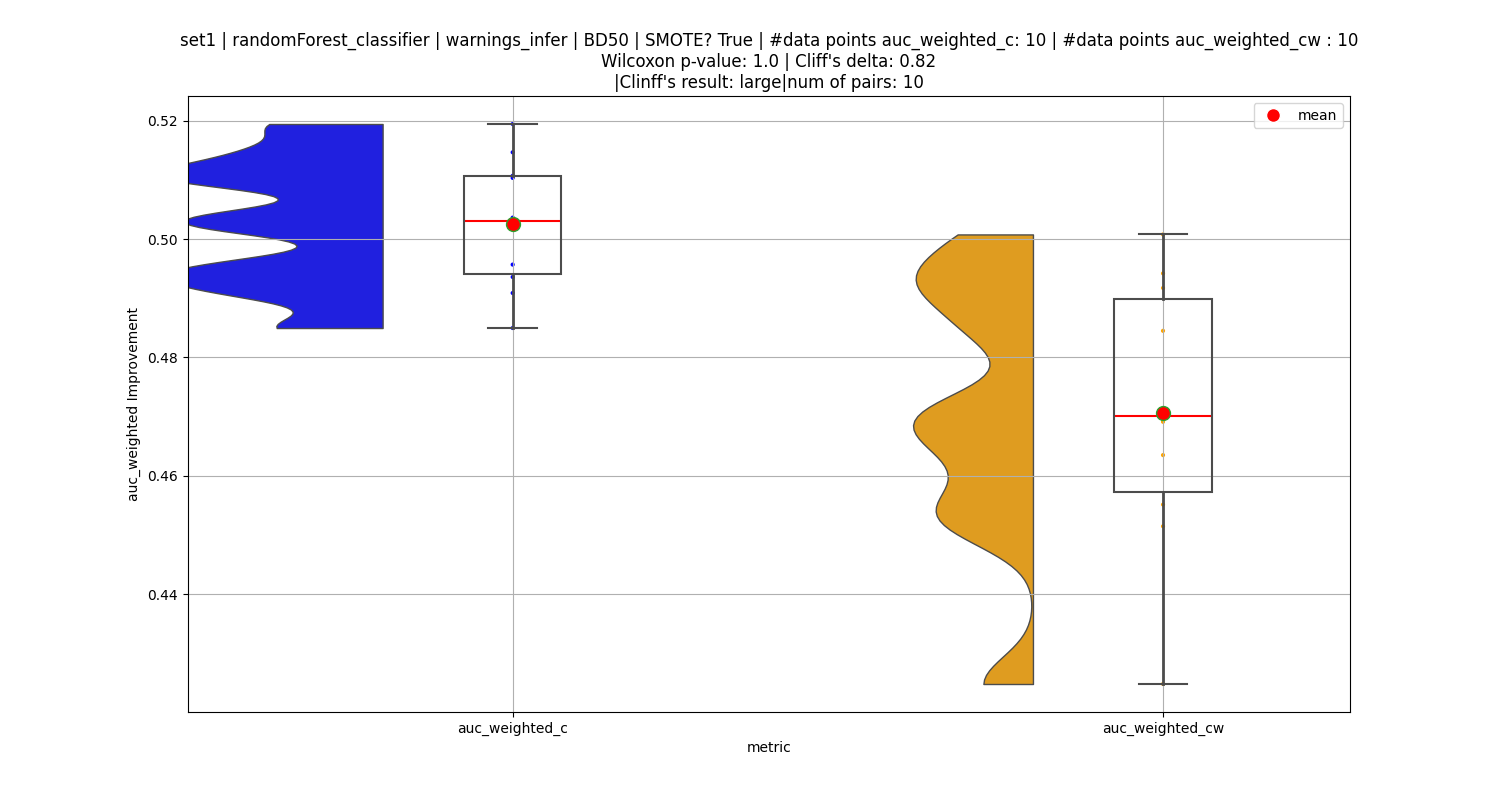 set1 | randomForest_classifier | warnings_infer | BD50 | SMOTE? True | #data points auc_weighted_c: 10 | #data points auc_weighted_cw : 10
Wilcoxon p-value: 1.0 | Cliff's delta: 0.82
|Clinff's result: large|num of pairs: 10
mean
0.52
0.50
0.48
0.46
0.44
auc_weighted Improvement
auc_weighted_c
auc_weighted_cw
metric